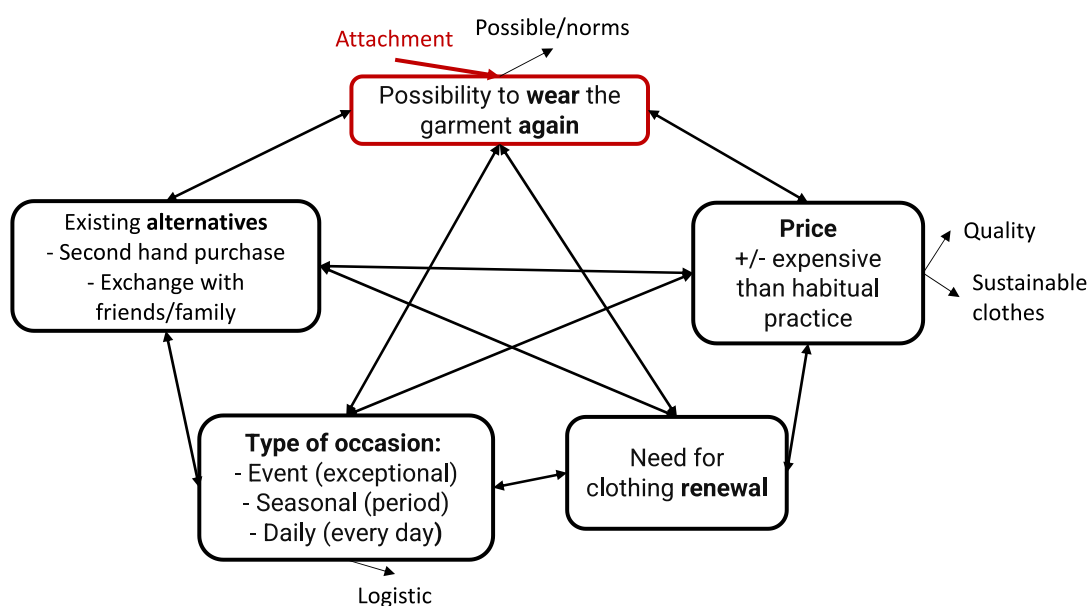 Possible/norms
Attachment
Possibility to wear the
garment again
Existing alternatives
- Second hand purchase
- Exchange with
friends/family
Price
+/- expensive
than habitual
practice
Quality
Sustainable
clothes
Type of occasion:
- Event (exceptional)
- Seasonal (period)
- Daily (every day)
Need for
clothing renewal
Logistic